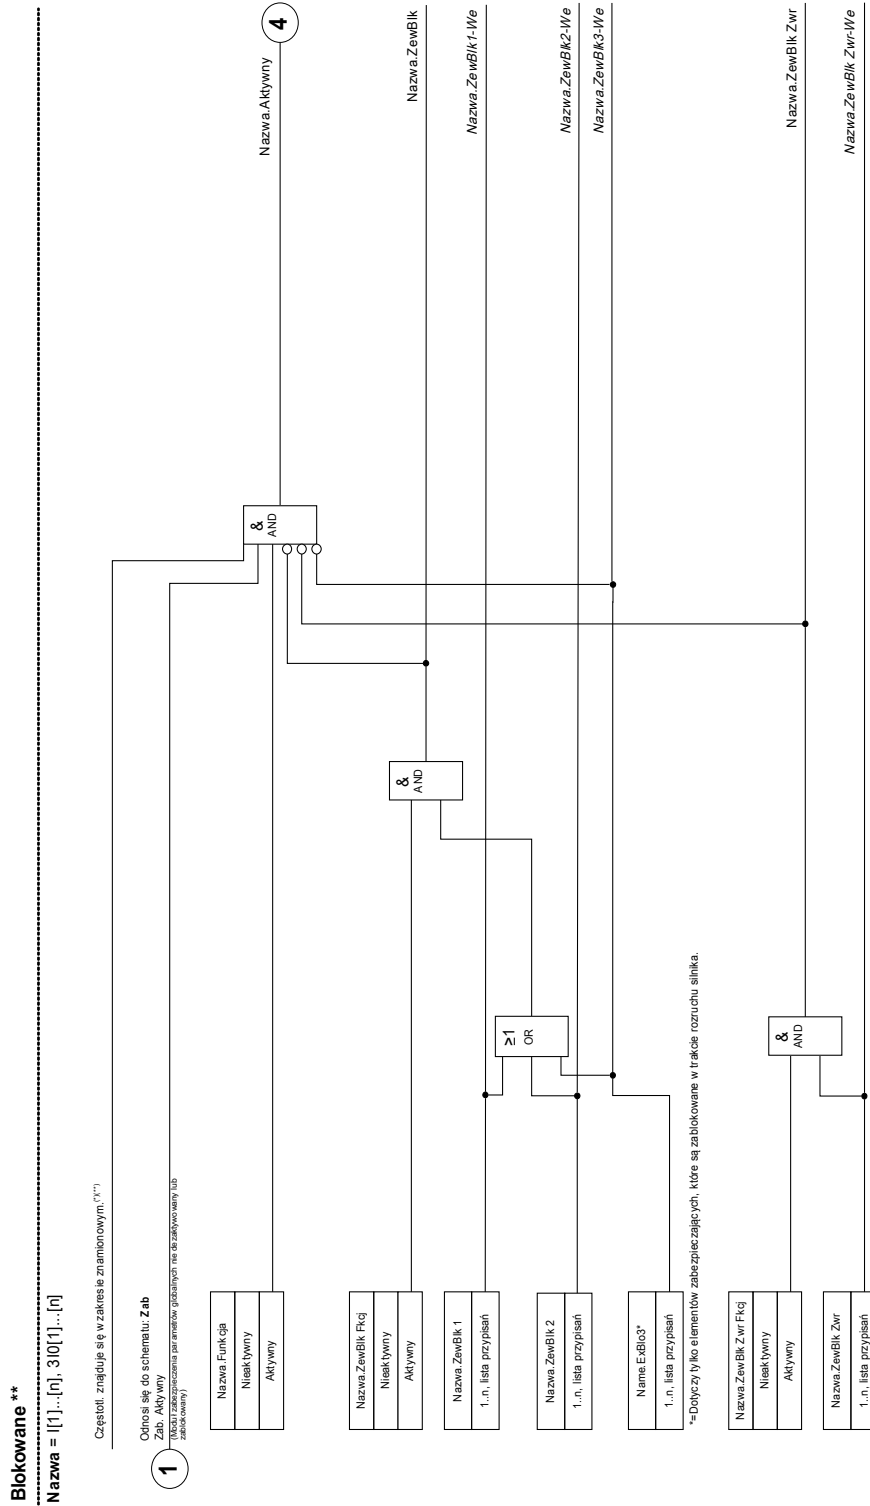 Blokowane **
Nazwa = I[1]...[n], 3I0[1]...[n]
Częstotl. znajduje się w zakresie znamionowym.("X"")
Odnosi się do schematu: Zab
Zab. Aktywny
(Moduł zabezpieczenia parametrów globalnych nie dezaktywowany lub
zablokowany)
1
Nazwa.Funkcja
Nieaktywny
Aktywny
&
AND
Nazwa.Aktywny
4
Nazwa.ZewBlk Fkcj
Nieaktywny
Aktywny
&
AND
Nazwa.ZewBlk
Nazwa.ZewBlk 1
1..n, lista przypisań
Nazwa.ZewBlk1-We
≥1
OR
Nazwa.ZewBlk 2
1..n, lista przypisań
Nazwa.ZewBlk2-We
Nazwa.ZewBlk3-We
Name.ExBlo3*
1..n, lista przypisań
*=Dotyczy tylko elementów zabezpieczających, które są zablokowane w trakcie rozruchu silnika.
Nazwa.ZewBlk Zwr Fkcj
Nieaktywny
Aktywny
&
AND
Nazwa.ZewBlk Zwr
Nazwa.ZewBlk Zwr
1..n, lista przypisań
Nazwa.ZewBlk Zwr-We